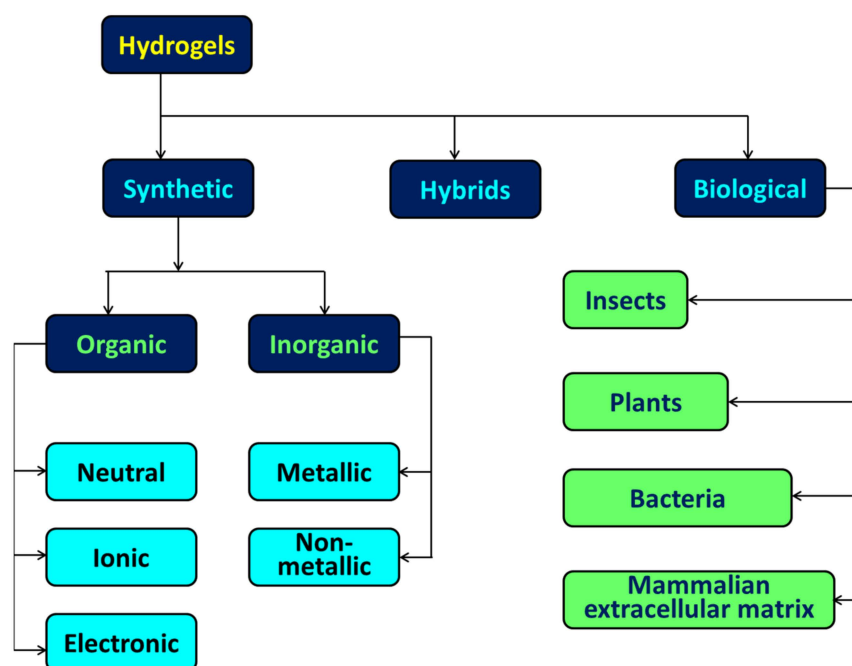 Hydrogels
Synthetic
Hybrids
Biological
Organic
Inorganic
Neutral
Ionic
Electronic
Metallic
Non-
metallic
Insects
Plants
Bacteria
Mammalian
extracellular matrix